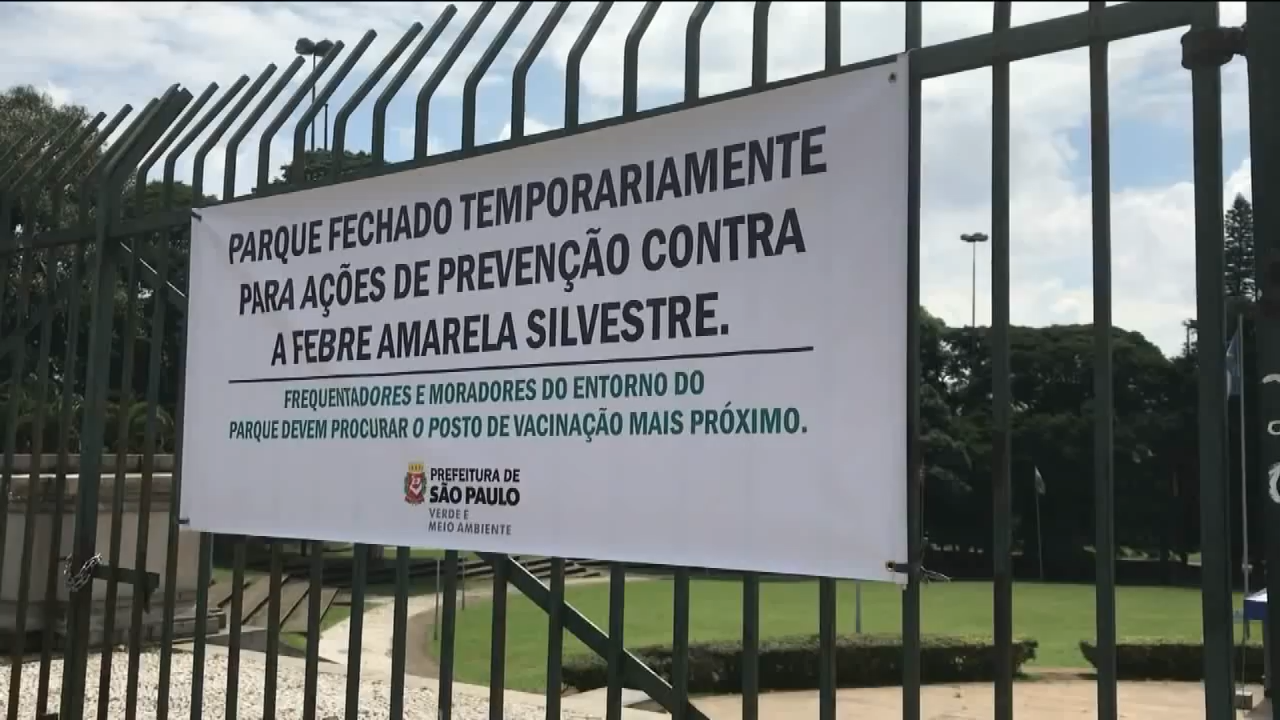 PARQUE FECHADO TEMPORARIAMENTE
PARA AÇÕES DE PREVENÇÃO CONTRA
A FEBRE AMARELA SILVESTRE.
FREQUENTADORES E MORADORES DO ENTORNO DO
PARQUE DEVEM PROCURAR O POSTO DE VACINAÇÃO MAIS PRÓXIMO.
PREFEITURA DE
SÃO PAULO
VERDE E
MEIO AMBIENTE